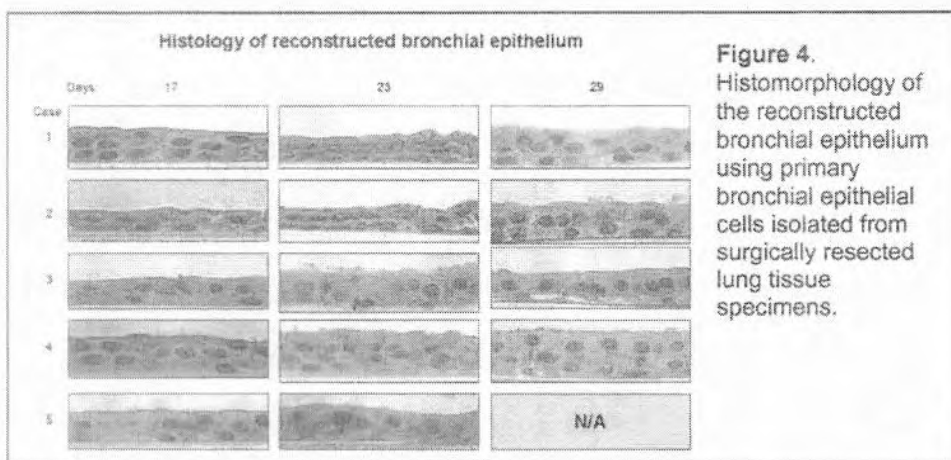 Histology of reconstructed bronchial epithelium
Days 17 23 29
Case
1
2
3
4
5 N/A
Figure 4.
Histomorphology of
the reconstructed
bronchial epithelium
using primary
bronchial epithelial
cells isolated from
surgically resected
lung tissue
specimens.